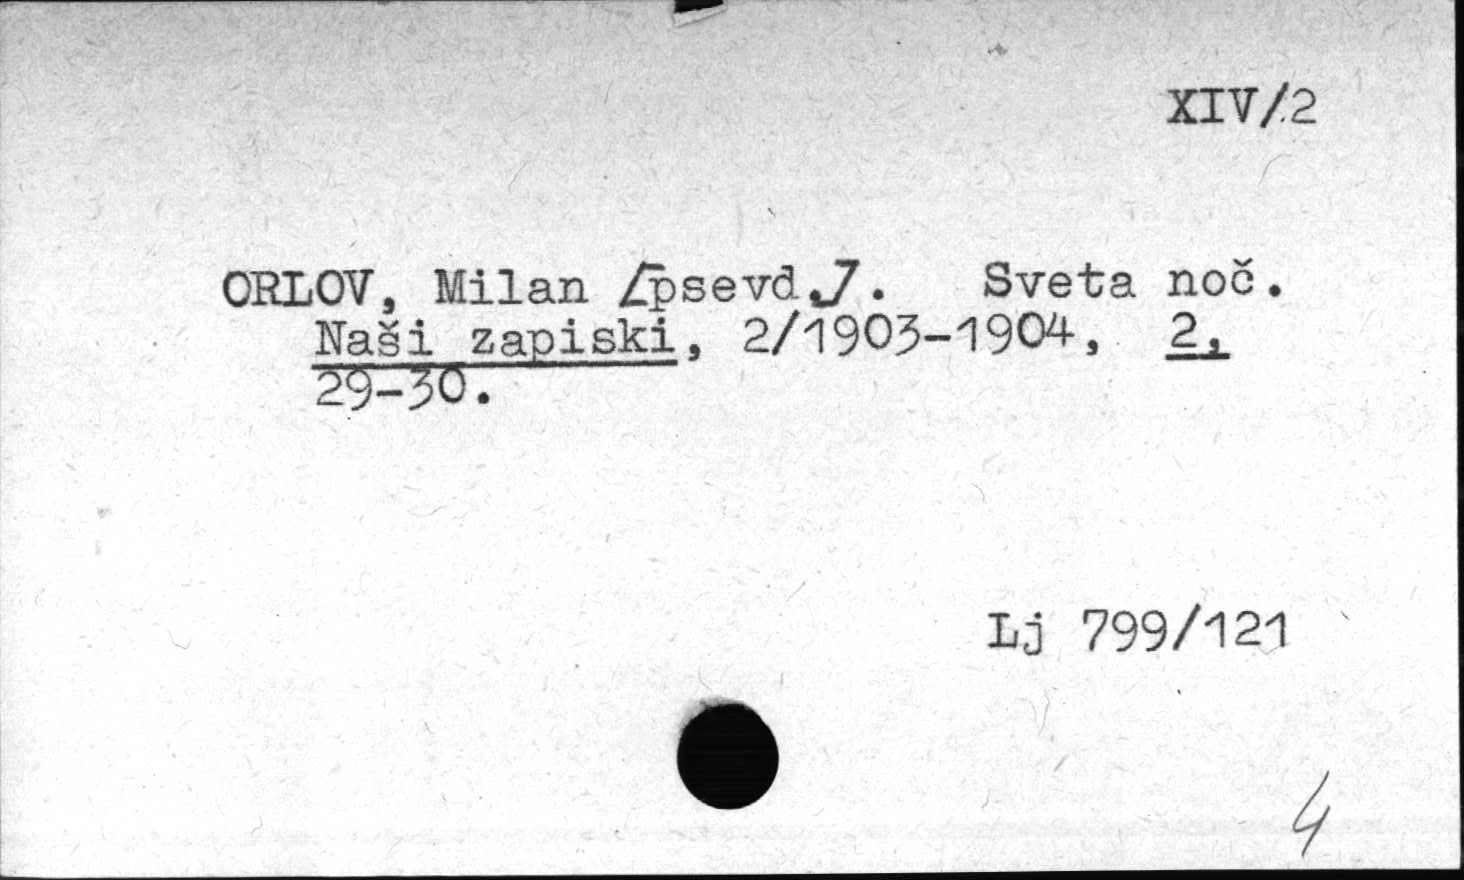 XIV/2
ORLOV, Milan [psevd.]. Sveta noč.
Naši zapiski, 2/1903-1904, 2,
29-30.
Lj 799/121
4